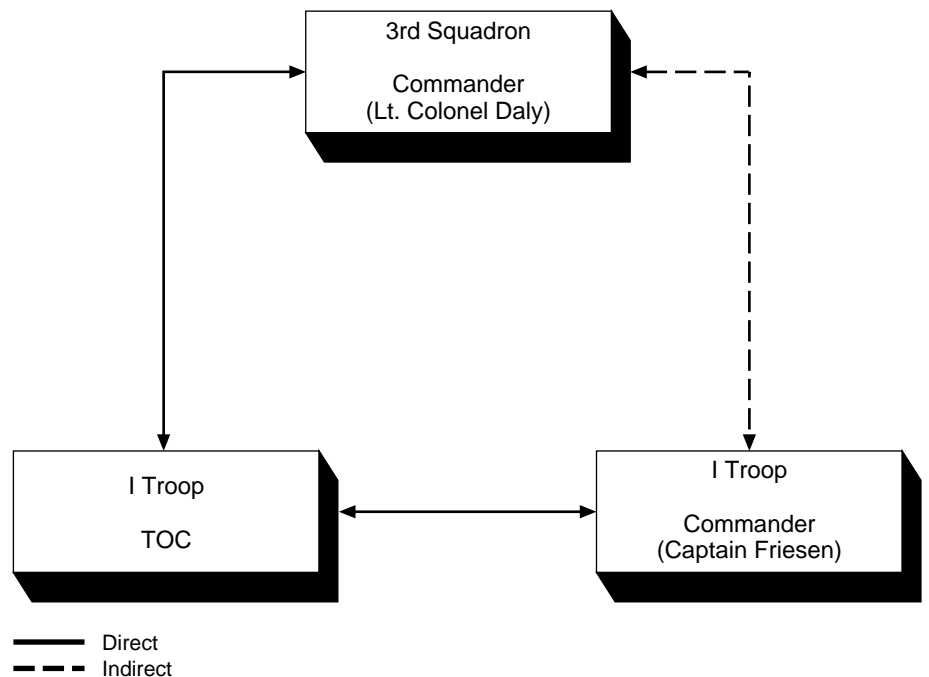 3rd Squadron
Commander
(Lt. Colonel Daly)
I Troop
TOC
I Troop
Commander
(Captain Friesen)
Direct
Indirect